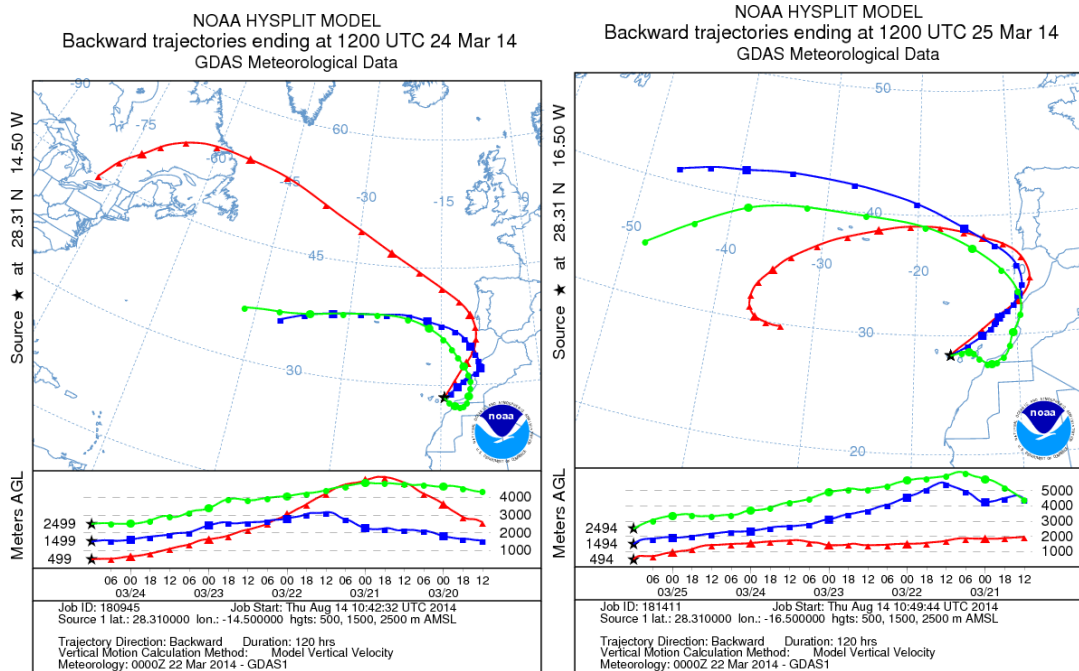 NOAA HYSPLIT MODEL
Backward trajectories ending at 1200 UTC 24 Mar 14
GDAS Meteorological Data
Source ★ at 28.31 N 14.50 W
-90
-75
-60
60
-45
-30
-15
45
30
noaa
Meters AGL
2499
1499
499
4000
3000
2000
1000
06 00 18 12 06 00 18 12 06 00 18 12 06 00 18 12 06 00 18 12
03/24 03/23 03/22 03/21 03/20
Job ID: 180945 Job Start: Thu Aug 14 10:42:32 UTC 2014
Source 1 lat.: 28.310000 lon.: -14.500000 hgts: 500, 1500, 2500 m AMSL
Trajectory Direction: Backward Duration: 120 hrs
Vertical Motion Calculation Method: Model Vertical Velocity
Meteorology: 0000Z 22 Mar 2014 - GDAS1
NOAA HYSPLIT MODEL
Backward trajectories ending at 1200 UTC 25 Mar 14
GDAS Meteorological Data
Source ★ at 28.31 N 16.50 W
50
-50
-40
40
-30
-20
-10
30
20
noaa
Meters AGL
2494
1494
494
5000
4000
3000
2000
1000
06 00 18 12 06 00 18 12 06 00 18 12 06 00 18 12 06 00 18 12
03/25 03/24 03/23 03/22 03/21
Job ID: 181411 Job Start: Thu Aug 14 10:49:44 UTC 2014
Source 1 lat.: 28.310000 lon.: -16.500000 hgts: 500, 1500, 2500 m AMSL
Trajectory Direction: Backward Duration: 120 hrs
Vertical Motion Calculation Method: Model Vertical Velocity
Meteorology: 0000Z 22 Mar 2014 - GDAS1